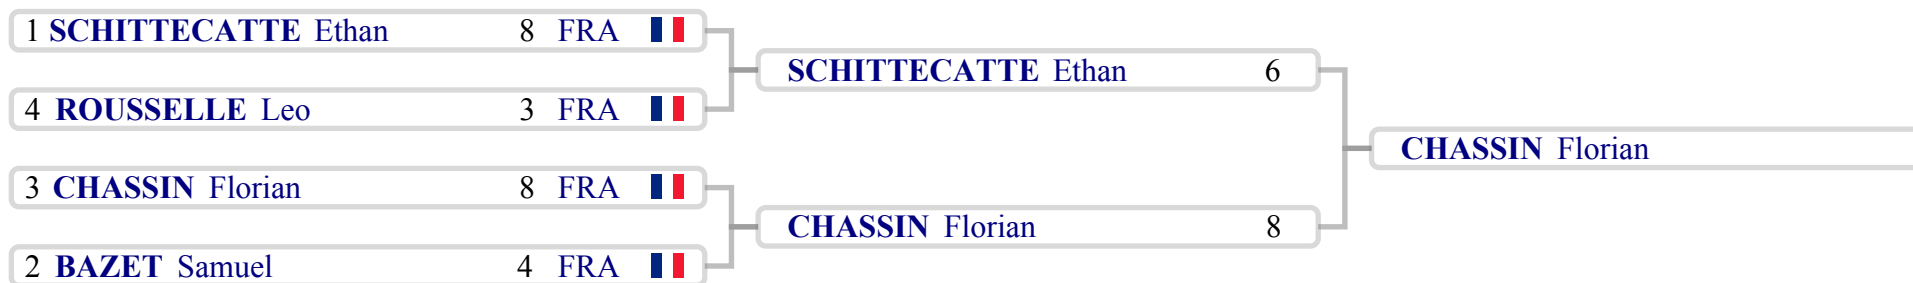 1 SCHITTECATTE Ethan 8 FRA
4 ROUSSELLE Leo 3 FRA
3 CHASSIN Florian 8 FRA
2 BAZET Samuel 4 FRA
SCHITTECATTE Ethan 6
CHASSIN Florian 8
CHASSIN Florian